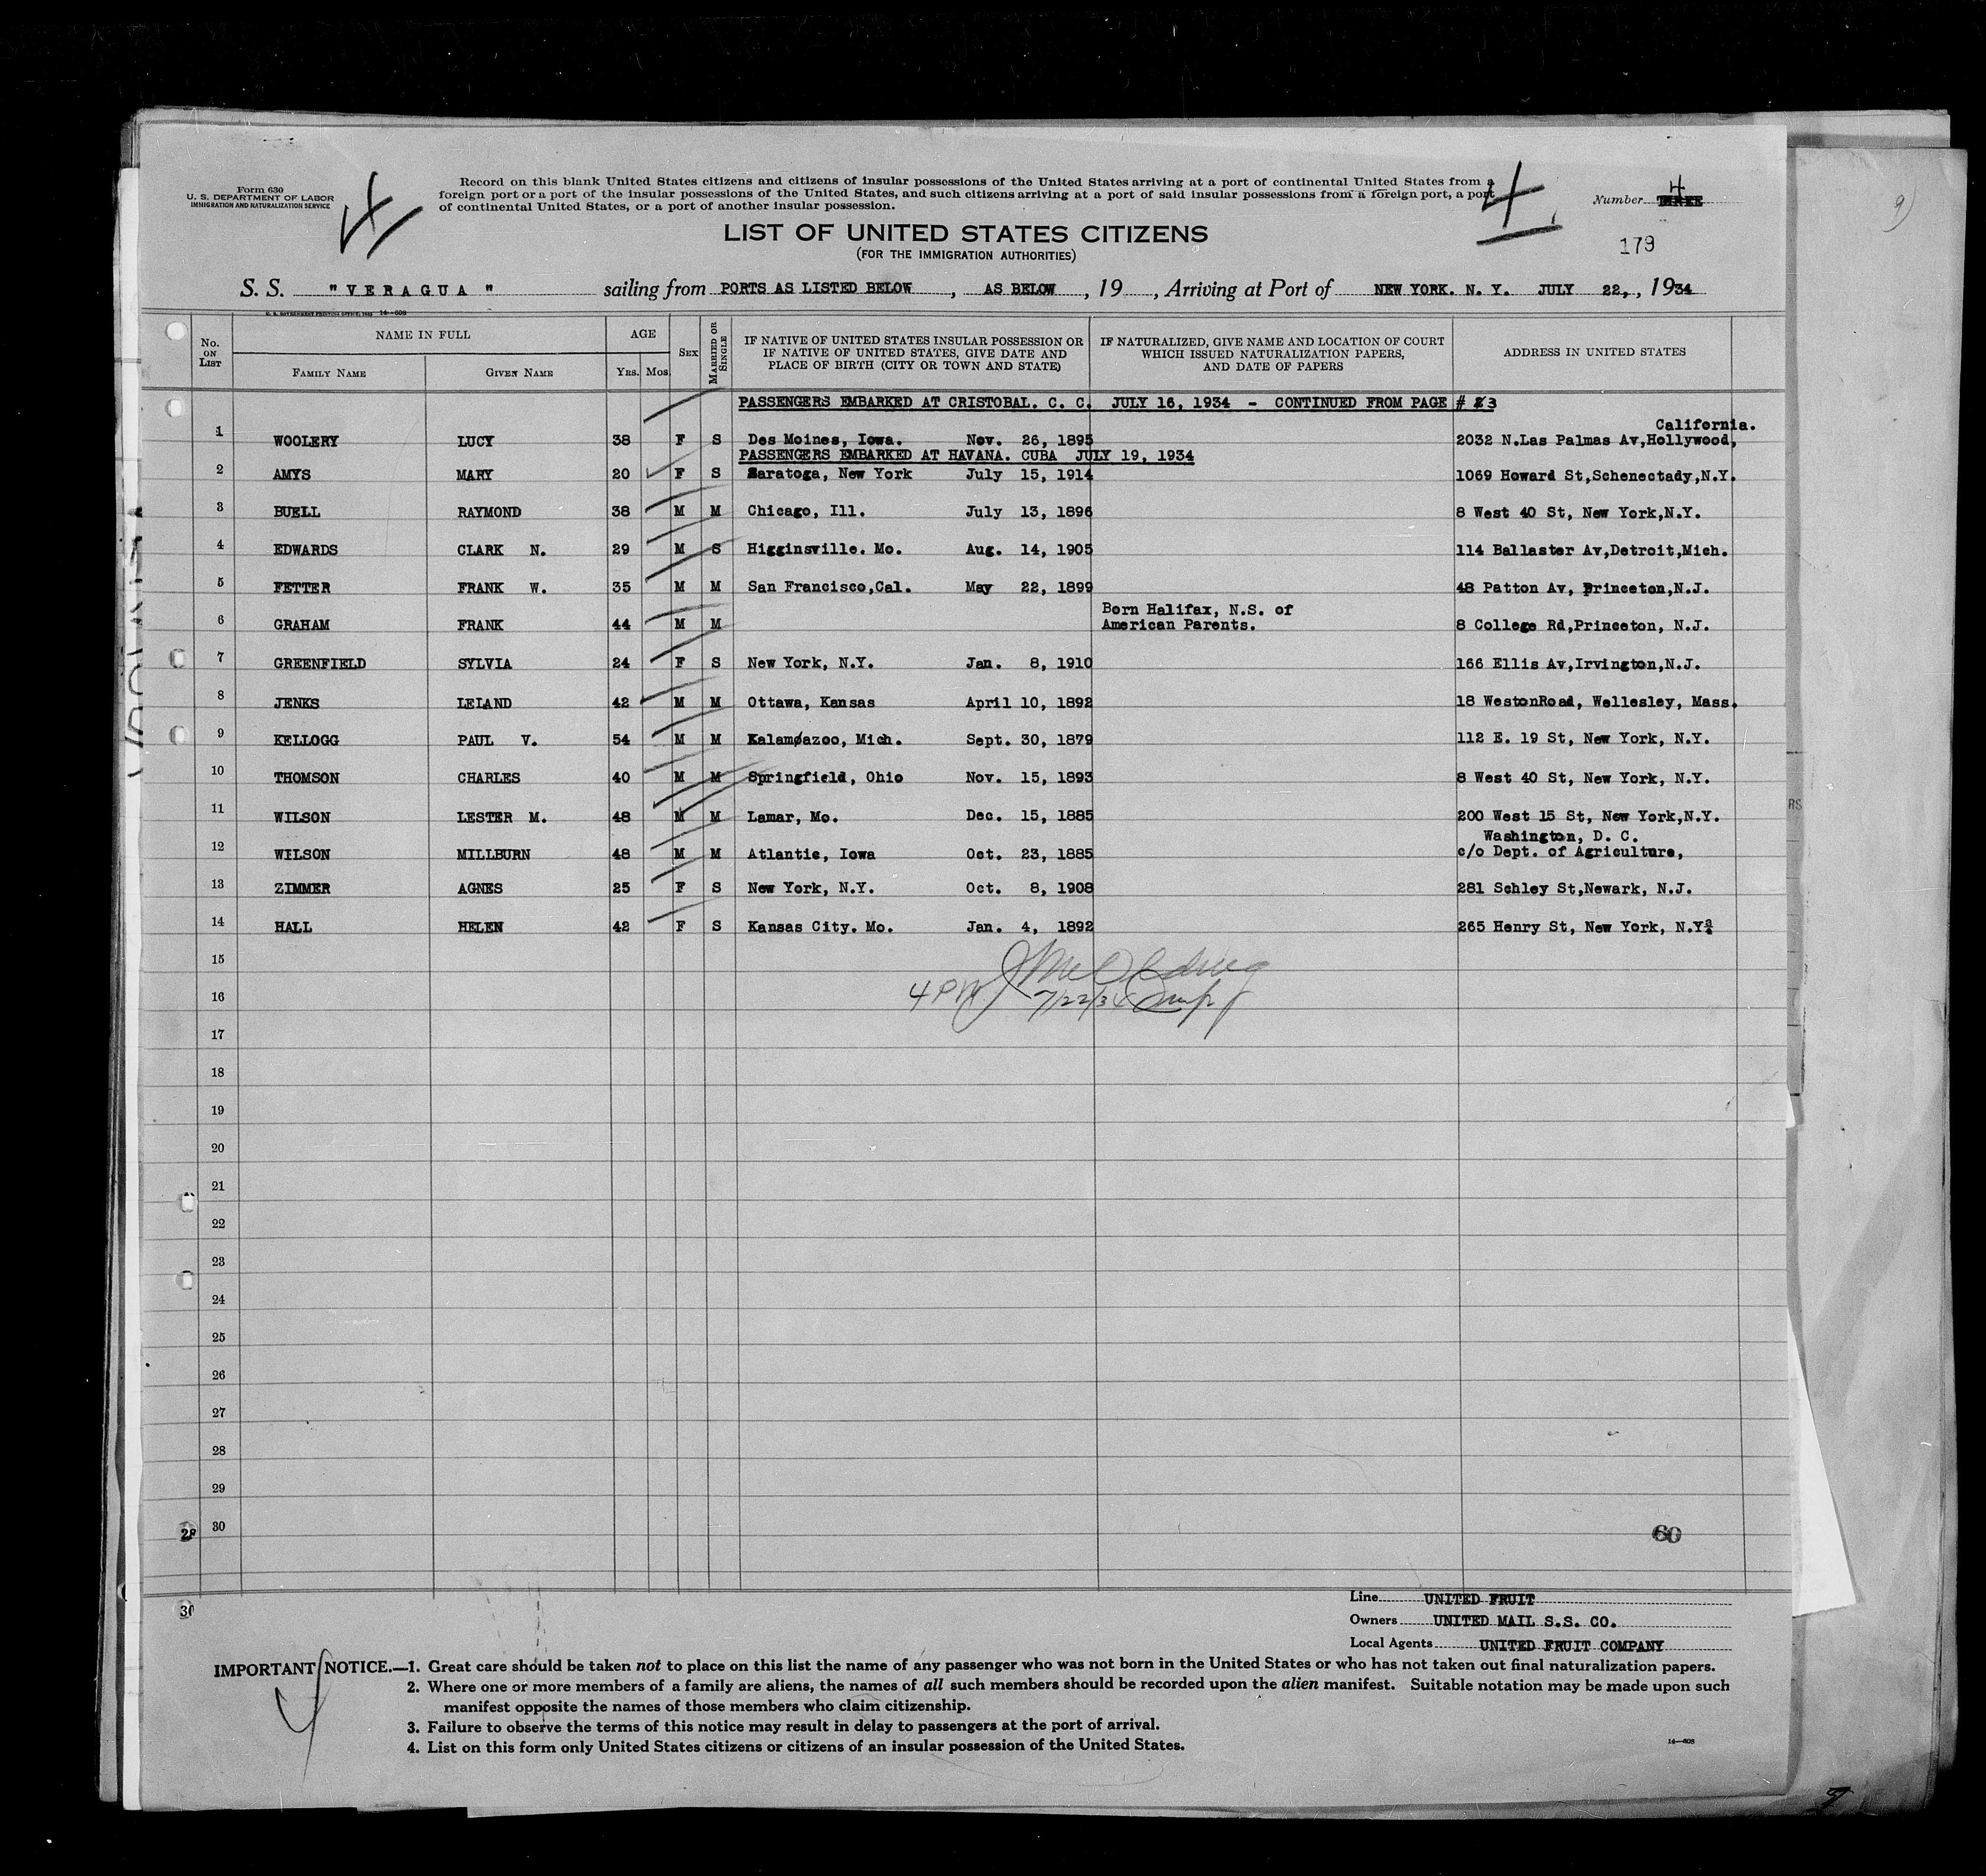 Form 630
U. S. DEPARTMENT OF LABOR
IMMIGRATION AND NATURALIZATION SERVICE
4
Record on this blank United States citizens and citizens of insular possessions of the United States arriving at a port of continental United States from a
foreign port or a port of the insular possessions of the United States, and such citizens arriving at a port of said insular possessions from a foreign port, a port
of continental United States, or a port of another insular possession.
4
Number 4 THREE
179
LIST OF UNITED STATES CITIZENS
(FOR THE IMMIGRATION AUTHORITIES)
S. S. "VERAGUA" sailing from PORTS AS LISTED BELOW, AS BELOW, 19 , Arriving at Port of NEW YORK. N. Y. JULY 22,, 1934
U. S. GOVERNMENT PRINTING OFFICE: 1933 14—608
No. ON LIST NAME IN FULL AGE SEX MARRIED OR SINGLE IF NATIVE OF UNITED STATES INSULAR POSSESSION OR IF NATIVE OF UNITED STATES, GIVE DATE AND PLACE OF BIRTH (CITY OR TOWN AND STATE) IF NATURALIZED, GIVE NAME AND LOCATION OF COURT WHICH ISSUED NATURALIZATION PAPERS, AND DATE OF PAPERS ADDRESS IN UNITED STATES
FAMILY NAME GIVEN NAME YRS. MOS.
PASSENGERS EMBARKED AT CRISTOBAL. C. C. JULY 16, 1934 - CONTINUED FROM PAGE # 3
California.
1 WOOLERY LUCY 38 F S Des Moines, Iowa. Nov. 26, 1895 2032 N.Las Palmas Av,Hollywood,
PASSENGERS EMBARKED AT HAVANA. CUBA JULY 19, 1934
2 AMYS MARY 20 F S Saratoga, New York July 15, 1914 1069 Howard St,Schenectady,N.Y.
3 BUELL RAYMOND 38 M M Chicago, Ill. July 13, 1896 8 West 40 St, New York,N.Y.
4 EDWARDS CLARK N. 29 M S Higginsville. Mo. Aug. 14, 1905 114 Ballaster Av,Detroit,Mich.
5 FETTER FRANK W. 35 M M San Francisco,Cal. May 22, 1899 48 Patton Av, Princeton,N.J.
Born Halifax, N.S. of
6 GRAHAM FRANK 44 M M American Parents. 8 College Rd,Princeton, N.J.
7 GREENFIELD SYLVIA 24 F S New York, N.Y. Jan. 8, 1910 166 Ellis Av,Irvington,N.J.
8 JENKS LELAND 42 M M Ottawa, Kansas April 10, 1892 18 WestonRoad, Wellesley, Mass.
9 KELLOGG PAUL V. 54 M M Kalamøazoo, Mich. Sept. 30, 1879 112 E. 19 St, New York, N.Y.
10 THOMSON CHARLES 40 M M Springfield, Ohio Nov. 15, 1893 8 West 40 St, New York, N.Y.
11 WILSON LESTER M. 48 M M Lamar, Mo. Dec. 15, 1885 200 West 15 St, New York,N.Y.
Washington, D. C.
12 WILSON MILLBURN 48 M M Atlantic, Iowa Oct. 23, 1885 c/o Dept. of Agriculture,
13 ZIMMER AGNES 25 F S New York, N.Y. Oct. 8, 1908 281 Schley St,Newark, N.J.
14 HALL HELEN 42 F S Kansas City. Mo. Jan. 4, 1892 265 Henry St, New York, N.Y.
15
16 4 PM 7/22/34
17
18
19
20
21
22
23
24
25
26
27
28
29
28 30 60
30
Line UNITED FRUIT
Owners UNITED MAIL S.S. CO.
Local Agents UNITED FRUIT COMPANY
IMPORTANT NOTICE.—1. Great care should be taken not to place on this list the name of any passenger who was not born in the United States or who has not taken out final naturalization papers.
2. Where one or more members of a family are aliens, the names of all such members should be recorded upon the alien manifest. Suitable notation may be made upon such
manifest opposite the names of those members who claim citizenship.
3. Failure to observe the terms of this notice may result in delay to passengers at the port of arrival.
4. List on this form only United States citizens or citizens of an insular possession of the United States.
14—608